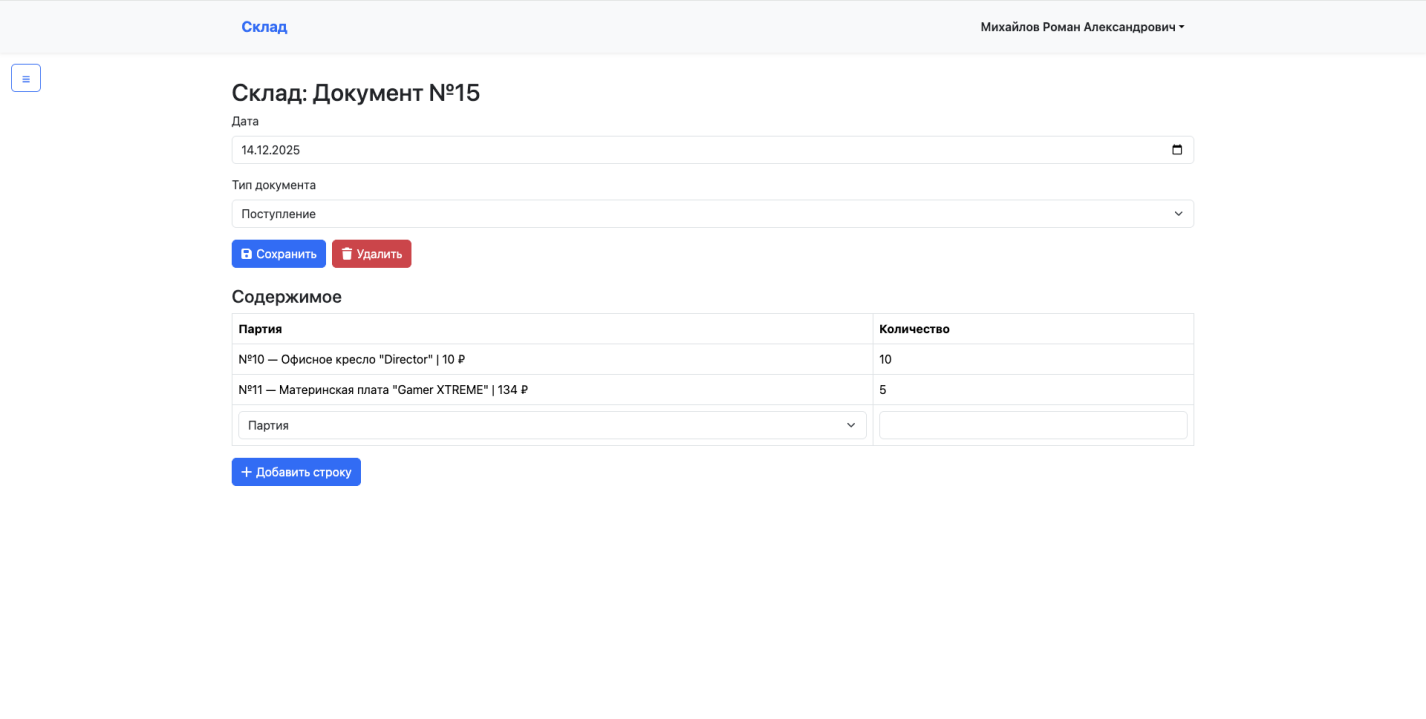 Склад
Михайлов Роман Александрович
Склад: Документ №15
Дата
14.12.2025
Тип документа
Поступление
Сохранить Удалить
Содержимое
Партия Количество
№10 — Офисное кресло "Director" | 10 ₽ 10
№11 — Материнская плата "Gamer XTREME" | 134 ₽ 5
Партия
Добавить строку